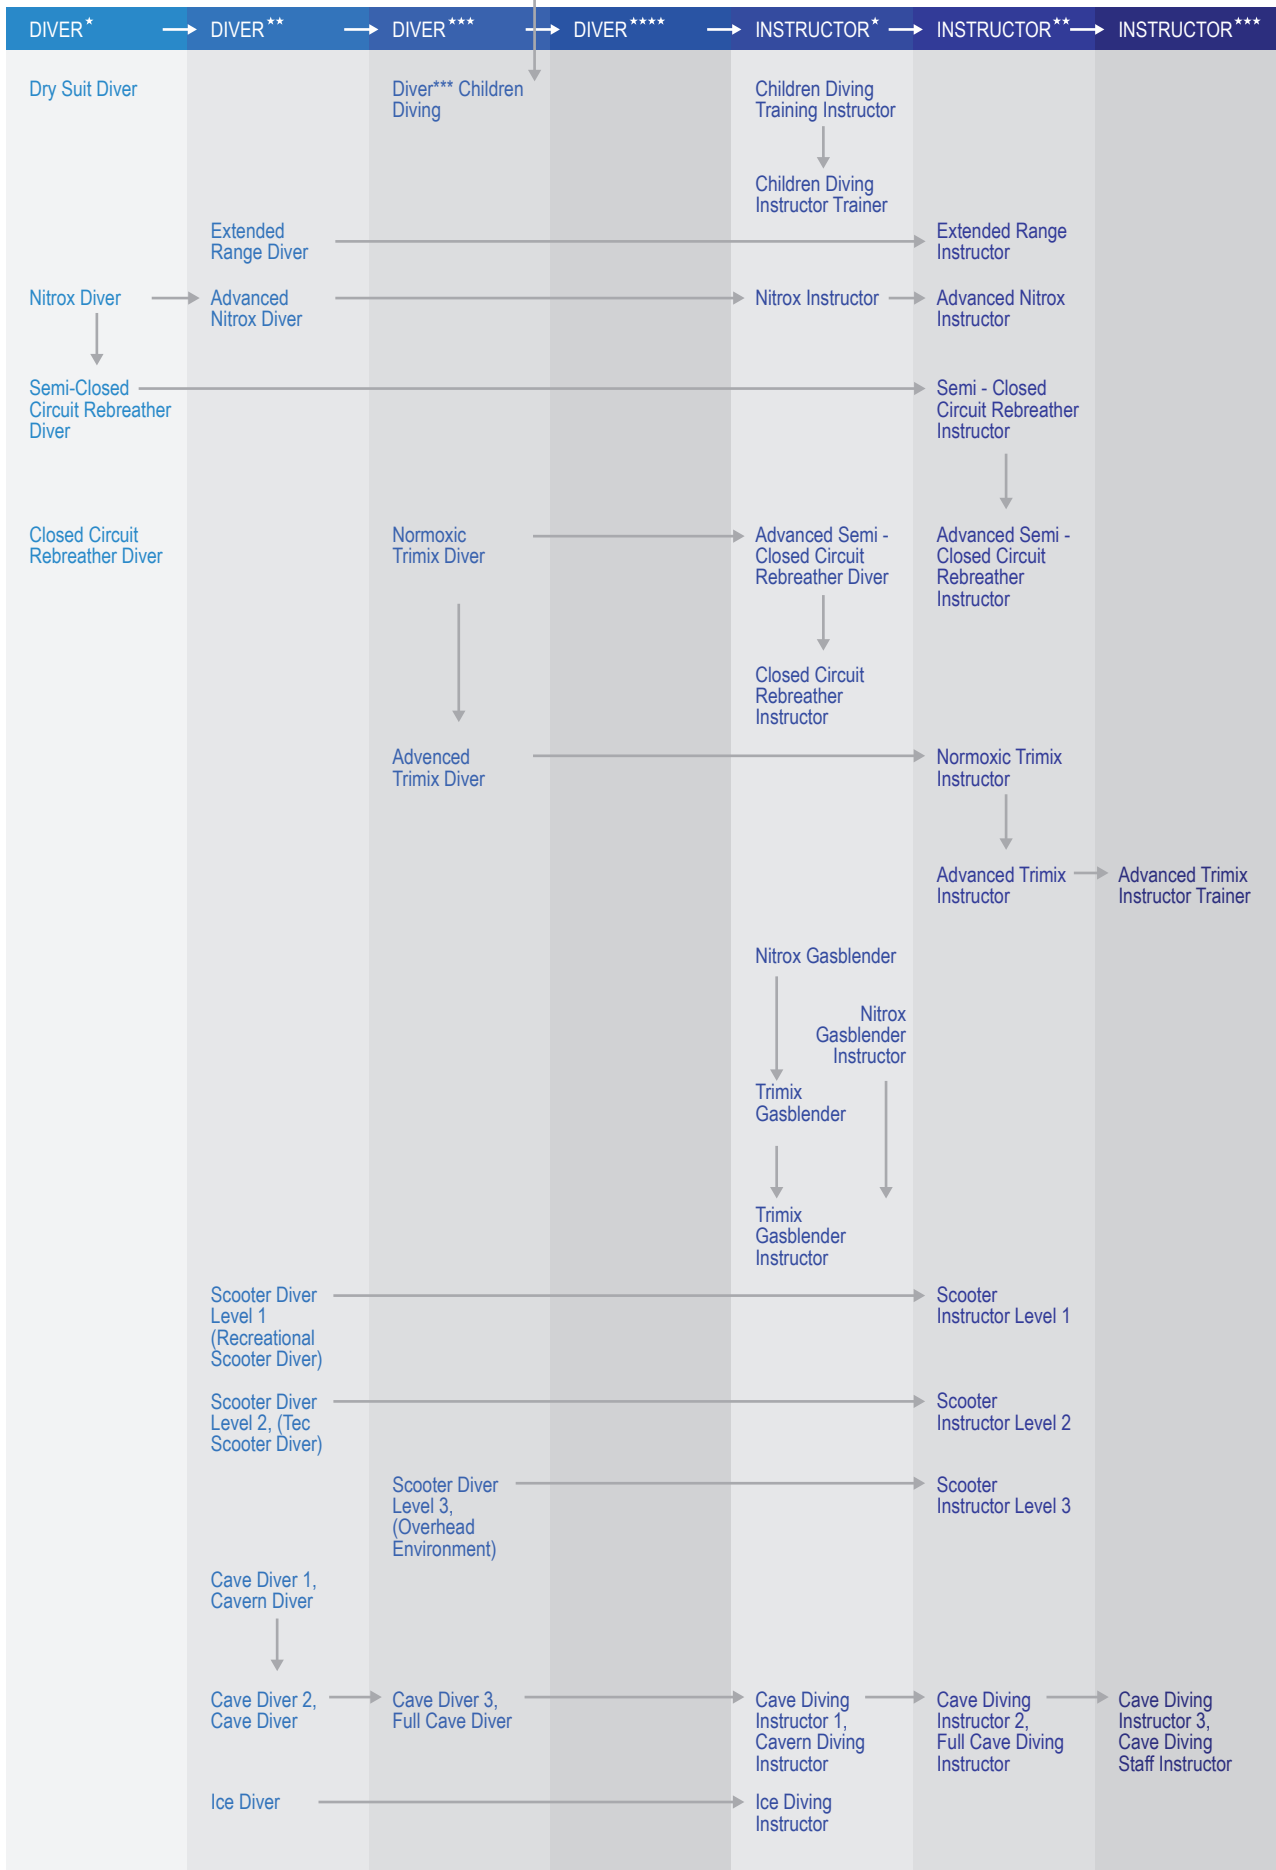 DIVER★
DIVER★★
DIVER★★★
DIVER★★★★
INSTRUCTOR★
INSTRUCTOR★★
INSTRUCTOR★★★
Dry Suit Diver
Diver*** Children
Diving
Children Diving
Training Instructor
Children Diving
Instructor Trainer
Extended
Range Diver
Extended Range
Instructor
Nitrox Diver
Advanced
Nitrox Diver
Nitrox Instructor
Advanced Nitrox
Instructor
Semi-Closed
Circuit Rebreather
Diver
Semi - Closed
Circuit Rebreather
Instructor
Closed Circuit
Rebreather Diver
Normoxic
Trimix Diver
Advanced Semi -
Closed Circuit
Rebreather Diver
Advanced Semi -
Closed Circuit
Rebreather
Instructor
Closed Circuit
Rebreather
Instructor
Advenced
Trimix Diver
Normoxic Trimix
Instructor
Advanced Trimix
Instructor
Advanced Trimix
Instructor Trainer
Nitrox Gasblender
Nitrox
Gasblender
Instructor
Trimix
Gasblender
Trimix
Gasblender
Instructor
Scooter Diver
Level 1
(Recreational
Scooter Diver)
Scooter
Instructor Level 1
Scooter Diver
Level 2, (Tec
Scooter Diver)
Scooter
Instructor Level 2
Scooter Diver
Level 3,
(Overhead
Environment)
Scooter
Instructor Level 3
Cave Diver 1,
Cavern Diver
Cave Diver 2,
Cave Diver
Cave Diver 3,
Full Cave Diver
Cave Diving
Instructor 1,
Cavern Diving
Instructor
Cave Diving
Instructor 2,
Full Cave Diving
Instructor
Cave Diving
Instructor 3,
Cave Diving
Staff Instructor
Ice Diver
Ice Diving
Instructor